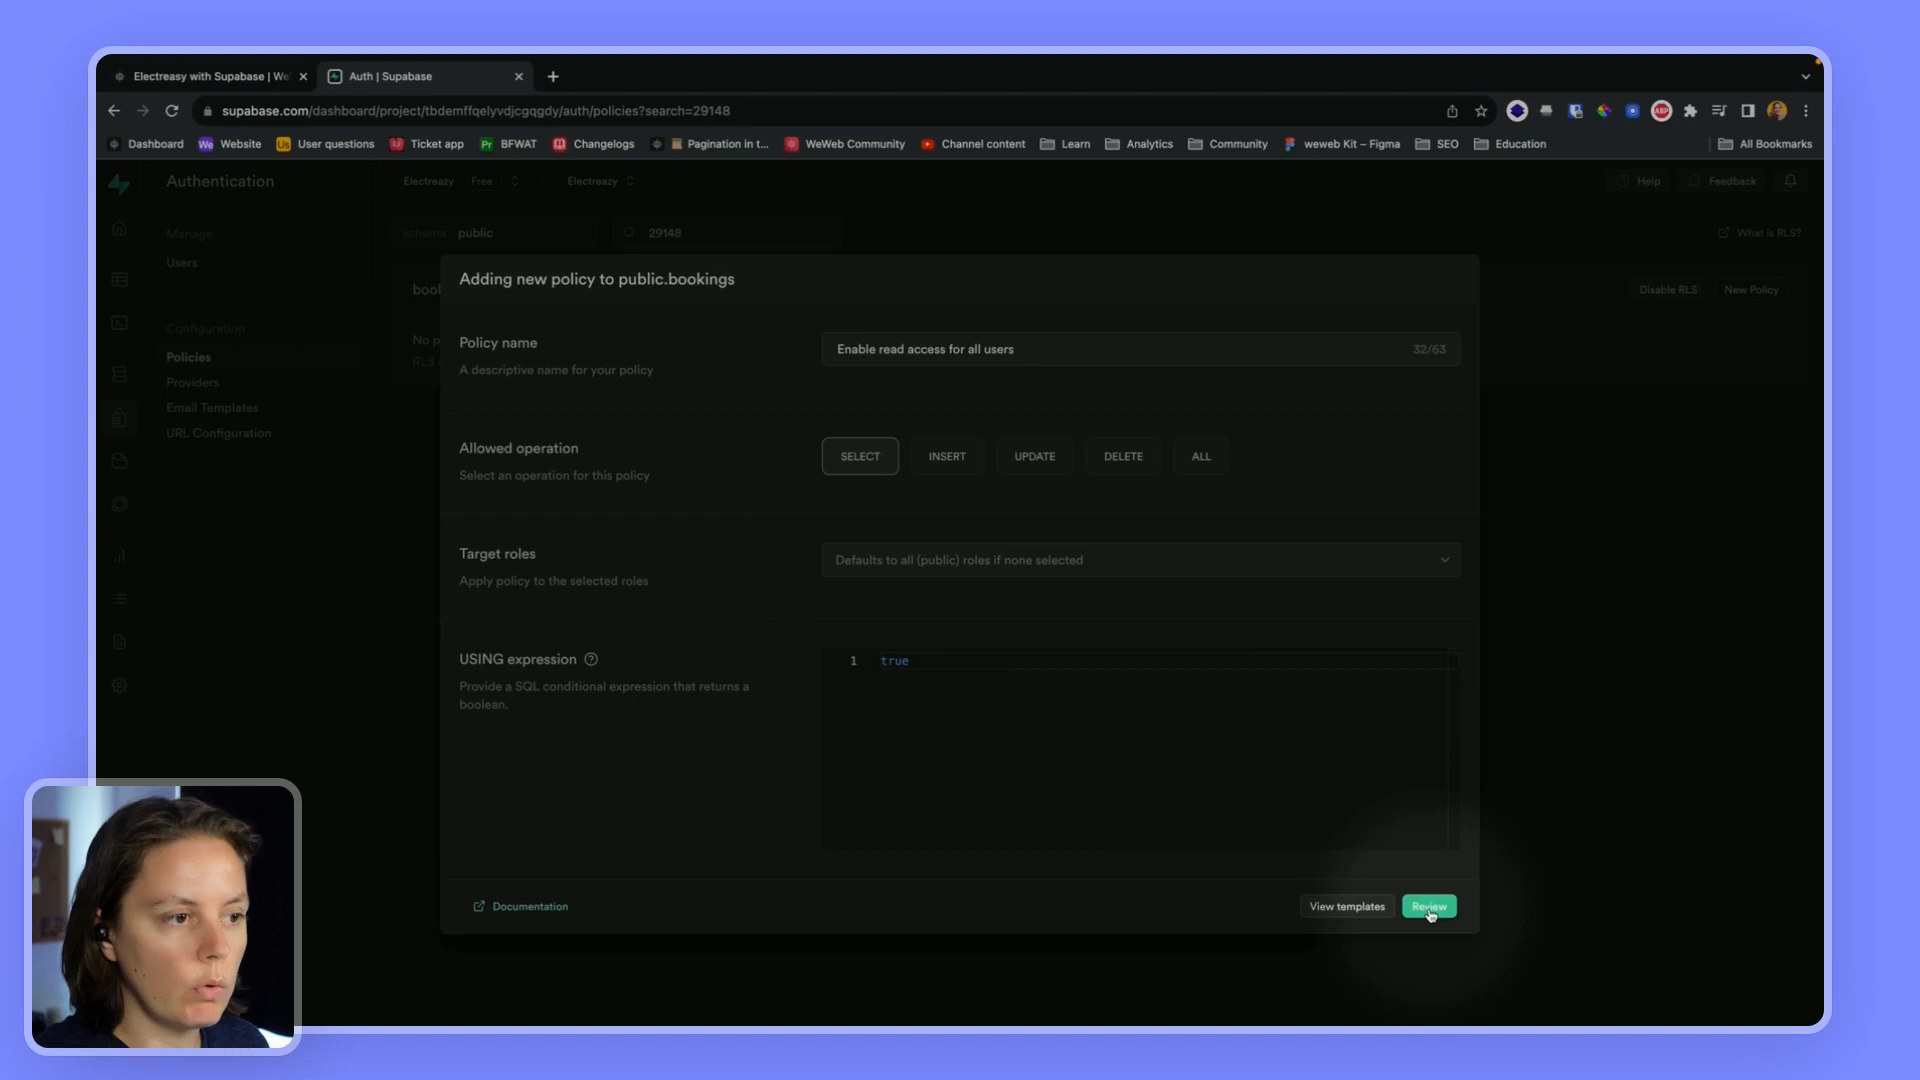 Electreasy with Supabase | We
Auth | Supabase
supabase.com/dashboard/project/tbdemffqelyvdjcgqgdy/auth/policies?search=29148
Dashboard We Website Us User questions Ticket app Pr BFWAT Changelogs Pagination in t... WeWeb Community Channel content Learn Analytics Community weweb Kit – Figma SEO Education All Bookmarks
Authentication Electreazy Free Electreazy Help Feedback
Manage schema public 29148 What is RLS?
Users
Adding new policy to public.bookings
bool Disable RLS New Policy
Configuration
No p
RLS
Policies
Providers
Email Templates
URL Configuration
Policy name
A descriptive name for your policy
Enable read access for all users 32/63
Allowed operation
Select an operation for this policy
SELECT INSERT UPDATE DELETE ALL
Target roles
Apply policy to the selected roles
Defaults to all (public) roles if none selected
USING expression
Provide a SQL conditional expression that returns a
boolean.
1 true
Documentation View templates Review